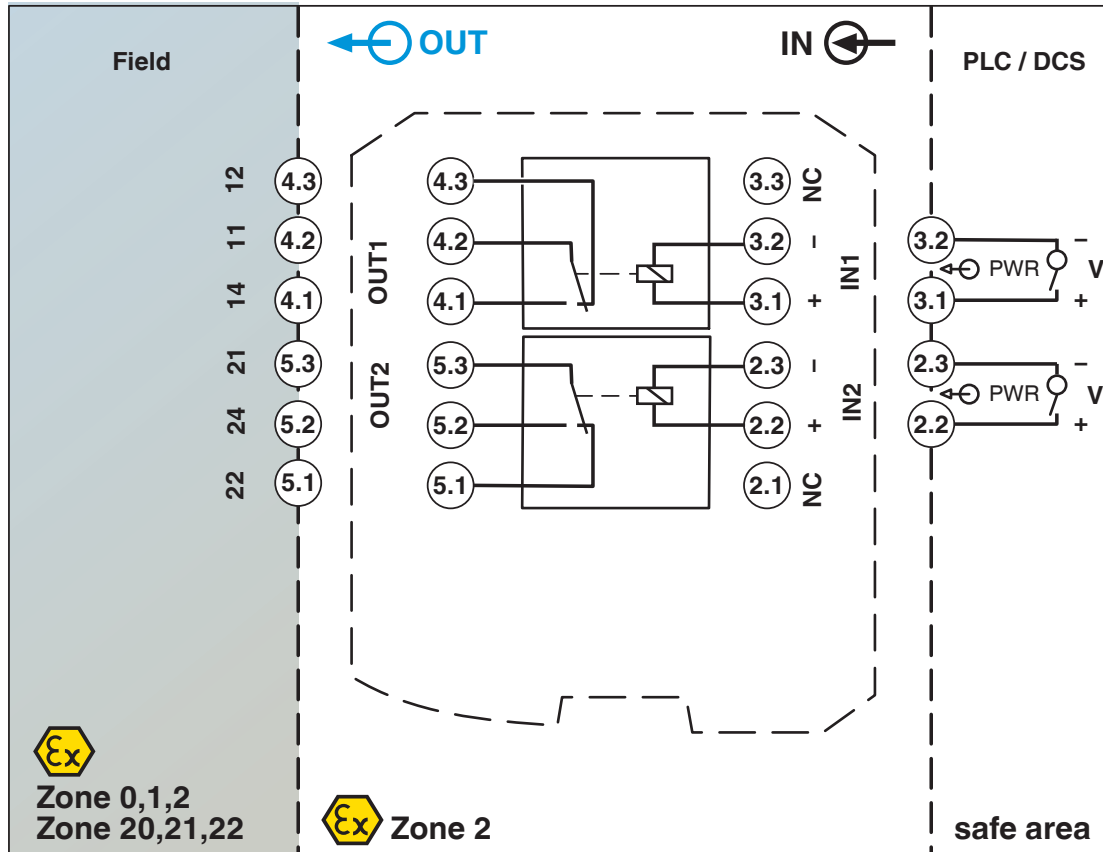 Field
OUT
IN
PLC / DCS
12
4.3
4.3
3.3
NC
11
4.2
4.2
3.2
–
3.2
–
OUT1
IN1
PWR
V
14
4.1
4.1
3.1
+
3.1
+
21
5.3
5.3
2.3
–
2.3
–
OUT2
IN2
PWR
V
24
5.2
5.2
2.2
+
2.2
+
22
5.1
5.1
2.1
NC
Ex
Zone 0,1,2
Zone 20,21,22
Ex
Zone 2
safe area